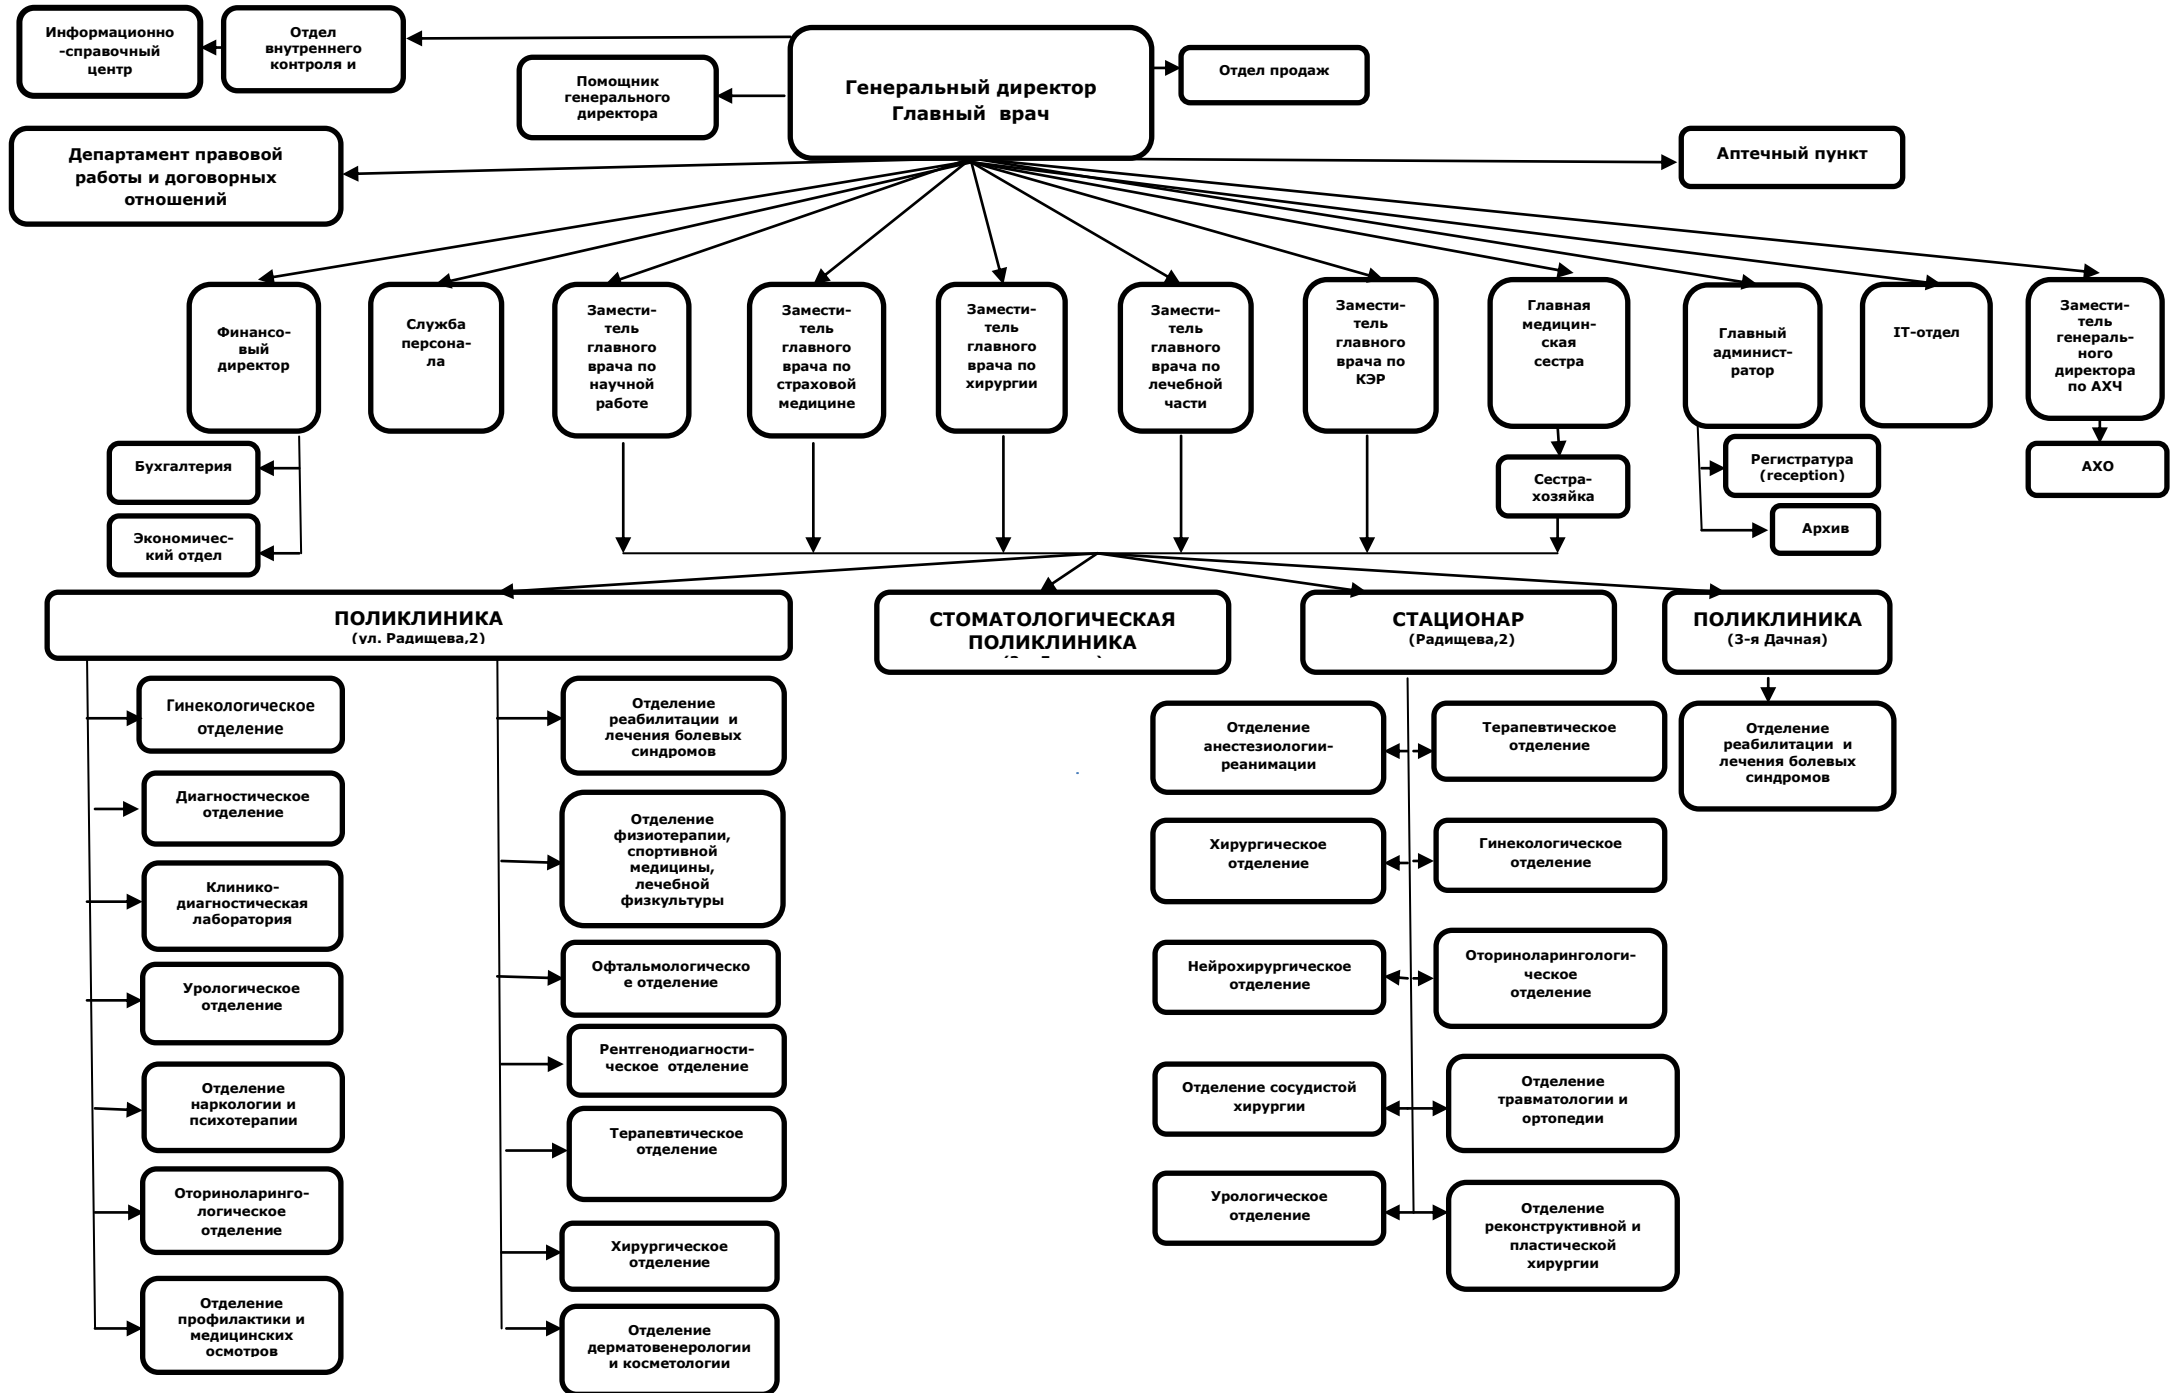 Информационно
-справочный
центр
Отдел
внутреннего
контроля и
Помощник
генерального
директора
Генеральный директор
Главный врач
Отдел продаж
Департамент правовой
работы и договорных
отношений
Аптечный пункт
Финансо-
вый
директор
Служба
персона-
ла
Замести-
тель
главного
врача по
научной
работе
Замести-
тель
главного
врача по
страховой
медицине
Замести-
тель
главного
врача по
хирургии
Замести-
тель
главного
врача по
лечебной
части
Замести-
тель
главного
врача по
КЭР
Главная
медицин-
ская
сестра
Главный
админист-
ратор
IT-отдел
Замести-
тель
генераль-
ного
директора
по АХЧ
Бухгалтерия
Экономичес-
кий отдел
Сестра-
хозяйка
Регистратура
(reception)
Архив
АХО
ПОЛИКЛИНИКА
(ул. Радищева,2)
СТОМАТОЛОГИЧЕСКАЯ
ПОЛИКЛИНИКА
СТАЦИОНАР
(Радищева,2)
ПОЛИКЛИНИКА
(3-я Дачная)
Гинекологическое
отделение
Диагностическое
отделение
Клинико-
диагностическая
лаборатория
Урологическое
отделение
Отделение
наркологии и
психотерапии
Оториноларинго-
логическое
отделение
Отделение
профилактики и
медицинских
осмотров
Отделение
реабилитации и
лечения болевых
синдромов
Отделение
физиотерапии,
спортивной
медицины,
лечебной
физкультуры
Офтальмологическо
е отделение
Рентгенодиагности-
ческое отделение
Терапевтическое
отделение
Хирургическое
отделение
Отделение
дерматовенерологии
и косметологии
Отделение
анестезиологии-
реанимации
Хирургическое
отделение
Нейрохирургическое
отделение
Отделение сосудистой
хирургии
Урологическое
отделение
Терапевтическое
отделение
Гинекологическое
отделение
Оториноларингологи-
ческое
отделение
Отделение
травматологии и
ортопедии
Отделение
реконструктивной и
пластической
хирургии
Отделение
реабилитации и
лечения болевых
синдромов